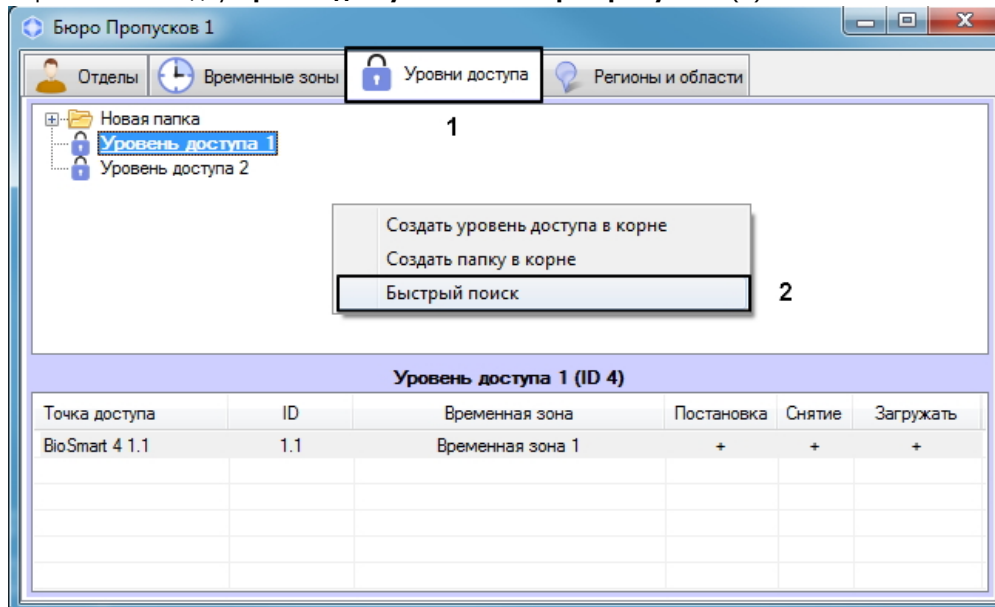 Бюро Пропусков 1
Отделы Временные зоны Уровни доступа Регионы и области
1
Новая папка
Уровень доступа 1
Уровень доступа 2
Создать уровень доступа в корне
Создать папку в корне
Быстрый поиск 2
Уровень доступа 1 (ID 4)
Точка доступа ID Временная зона Постановка Снятие Загружать
BioSmart 4 1.1 1.1 Временная зона 1 + + +